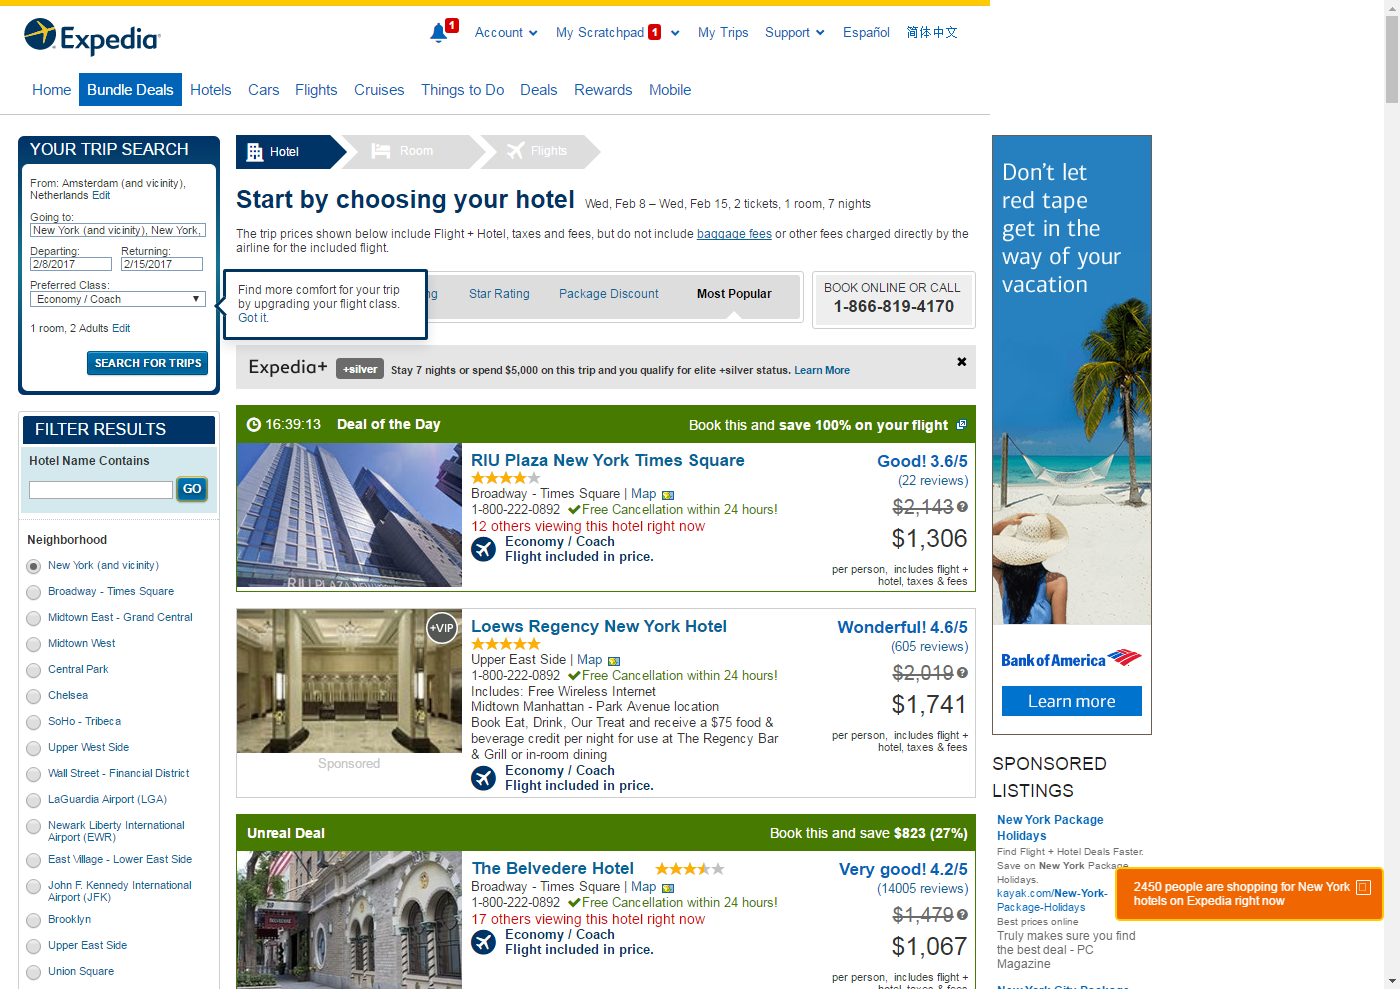 Expedia
1
Account
My Scratchpad 1
My Trips
Support
Español
简体中文
Home
Bundle Deals
Hotels
Cars
Flights
Cruises
Things to Do
Deals
Rewards
Mobile
YOUR TRIP SEARCH
From: Amsterdam (and vicinity),
Netherlands Edit
Going to:
New York (and vicinity), New York,
Departing:
Returning:
2/8/2017
2/15/2017
Preferred Class:
Economy / Coach
1 room, 2 Adults Edit
SEARCH FOR TRIPS
Find more comfort for your trip
by upgrading your flight class.
Got it.
FILTER RESULTS
Hotel Name Contains
GO
Neighborhood
New York (and vicinity)
Broadway - Times Square
Midtown East - Grand Central
Midtown West
Central Park
Chelsea
SoHo - Tribeca
Upper West Side
Wall Street - Financial District
LaGuardia Airport (LGA)
Newark Liberty International
Airport (EWR)
East Village - Lower East Side
John F. Kennedy International
Airport (JFK)
Brooklyn
Upper East Side
Union Square
Hotel
Room
Flights
Start by choosing your hotel
Wed, Feb 8 – Wed, Feb 15, 2 tickets, 1 room, 7 nights
The trip prices shown below include Flight + Hotel, taxes and fees, but do not include baggage fees or other fees charged directly by the
airline for the included flight.
ng
Star Rating
Package Discount
Most Popular
BOOK ONLINE OR CALL
1-866-819-4170
Expedia+
+silver
Stay 7 nights or spend $5,000 on this trip and you qualify for elite +silver status. Learn More
16:39:13 Deal of the Day
Book this and save 100% on your flight
RIU PLAZA NEW
RIU Plaza New York Times Square
Broadway - Times Square | Map
1-800-222-0892 Free Cancellation within 24 hours!
12 others viewing this hotel right now
Economy / Coach
Flight included in price.
Good! 3.6/5
(22 reviews)
$2,143
$1,306
per person, includes flight +
hotel, taxes & fees
+VIP
Sponsored
Loews Regency New York Hotel
Upper East Side | Map
1-800-222-0892 Free Cancellation within 24 hours!
Includes: Free Wireless Internet
Midtown Manhattan - Park Avenue location
Book Eat, Drink, Our Treat and receive a $75 food &
beverage credit per night for use at The Regency Bar
& Grill or in-room dining
Economy / Coach
Flight included in price.
Wonderful! 4.6/5
(605 reviews)
$2,019
$1,741
per person, includes flight +
hotel, taxes & fees
Unreal Deal
Book this and save $823 (27%)
The Belvedere Hotel
Broadway - Times Square | Map
1-800-222-0892 Free Cancellation within 24 hours!
17 others viewing this hotel right now
Economy / Coach
Flight included in price.
Very good! 4.2/5
(14005 reviews)
$1,479
$1,067
per person, includes flight +
hotel, taxes & fees
Don't let
red tape
get in the
way of your
vacation
Bank of America
Learn more
SPONSORED
LISTINGS
New York Package
Holidays
Find Flight + Hotel Deals Faster.
Save on New York Package
Holidays.
kayak.com/New-York-
Package-Holidays
Best prices online
Truly makes sure you find
the best deal - PC
Magazine
New York City Package
2450 people are shopping for New York
hotels on Expedia right now